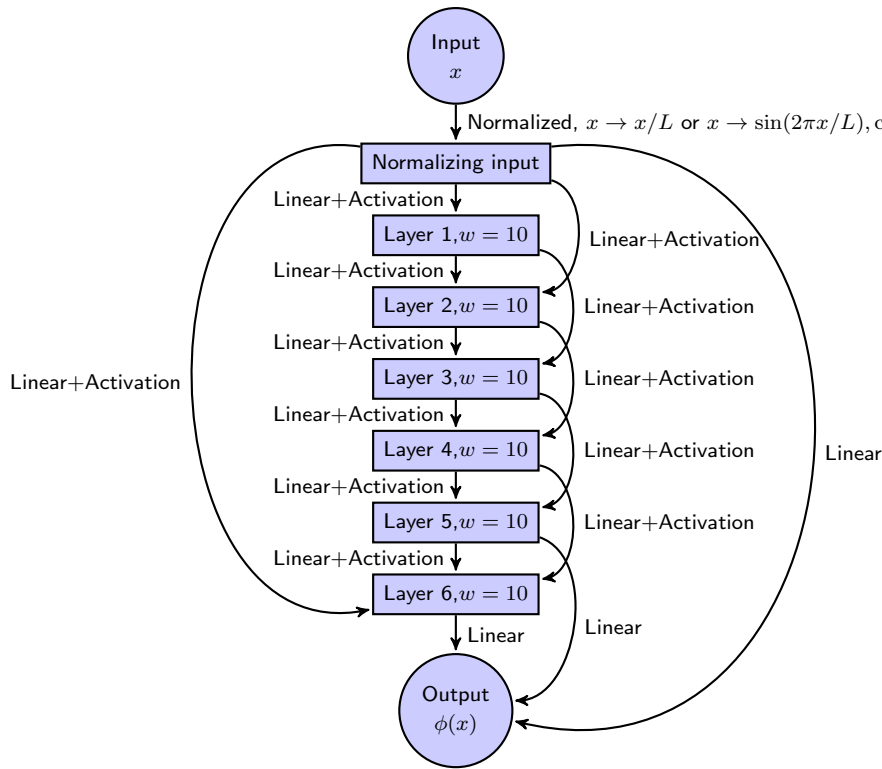 Input
x
Normalized, x → x/L or x → sin(2πx/L),
Normalizing input
Linear+Activation
Layer 1,w = 10
Linear+Activation
Linear+Activation
Layer 2,w = 10
Linear+Activation
Linear+Activation
Layer 3,w = 10
Linear+Activation
Linear+Activation
Linear+Activation
Layer 4,w = 10
Linear+Activation
Linear
Linear+Activation
Layer 5,w = 10
Linear+Activation
Linear+Activation
Layer 6,w = 10
Linear
Linear
Output
ϕ(x)